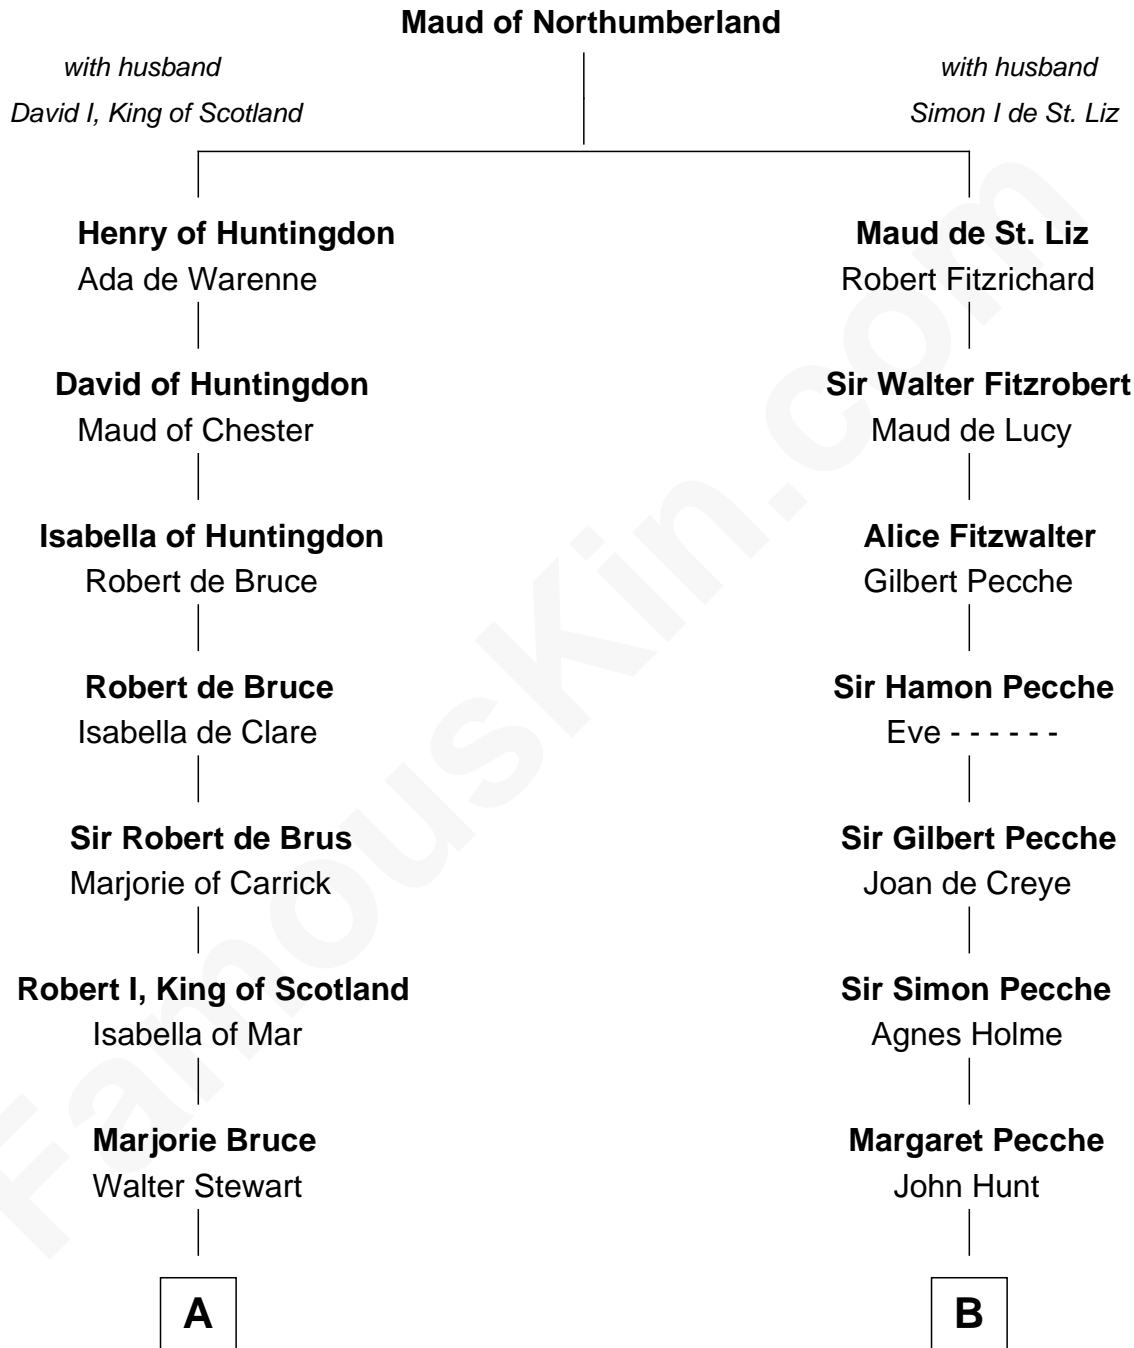 Maud of Northumberland
with husband
David I, King of Scotland
with husband
Simon I de St. Liz
Henry of Huntingdon
Ada de Warenne
David of Huntingdon
Maud of Chester
Isabella of Huntingdon
Robert de Bruce
Robert de Bruce
Isabella de Clare
Sir Robert de Brus
Marjorie of Carrick
Robert I, King of Scotland
Isabella of Mar
Marjorie Bruce
Walter Stewart
A
Maud de St. Liz
Robert Fitzrichard
Sir Walter Fitzrobert
Maud de Lucy
Alice Fitzwalter
Gilbert Pecche
Sir Hamon Pecche
Eve - - - - - -
Sir Gilbert Pecche
Joan de Creye
Sir Simon Pecche
Agnes Holme
Margaret Pecche
John Hunt
B
FamousKin.com